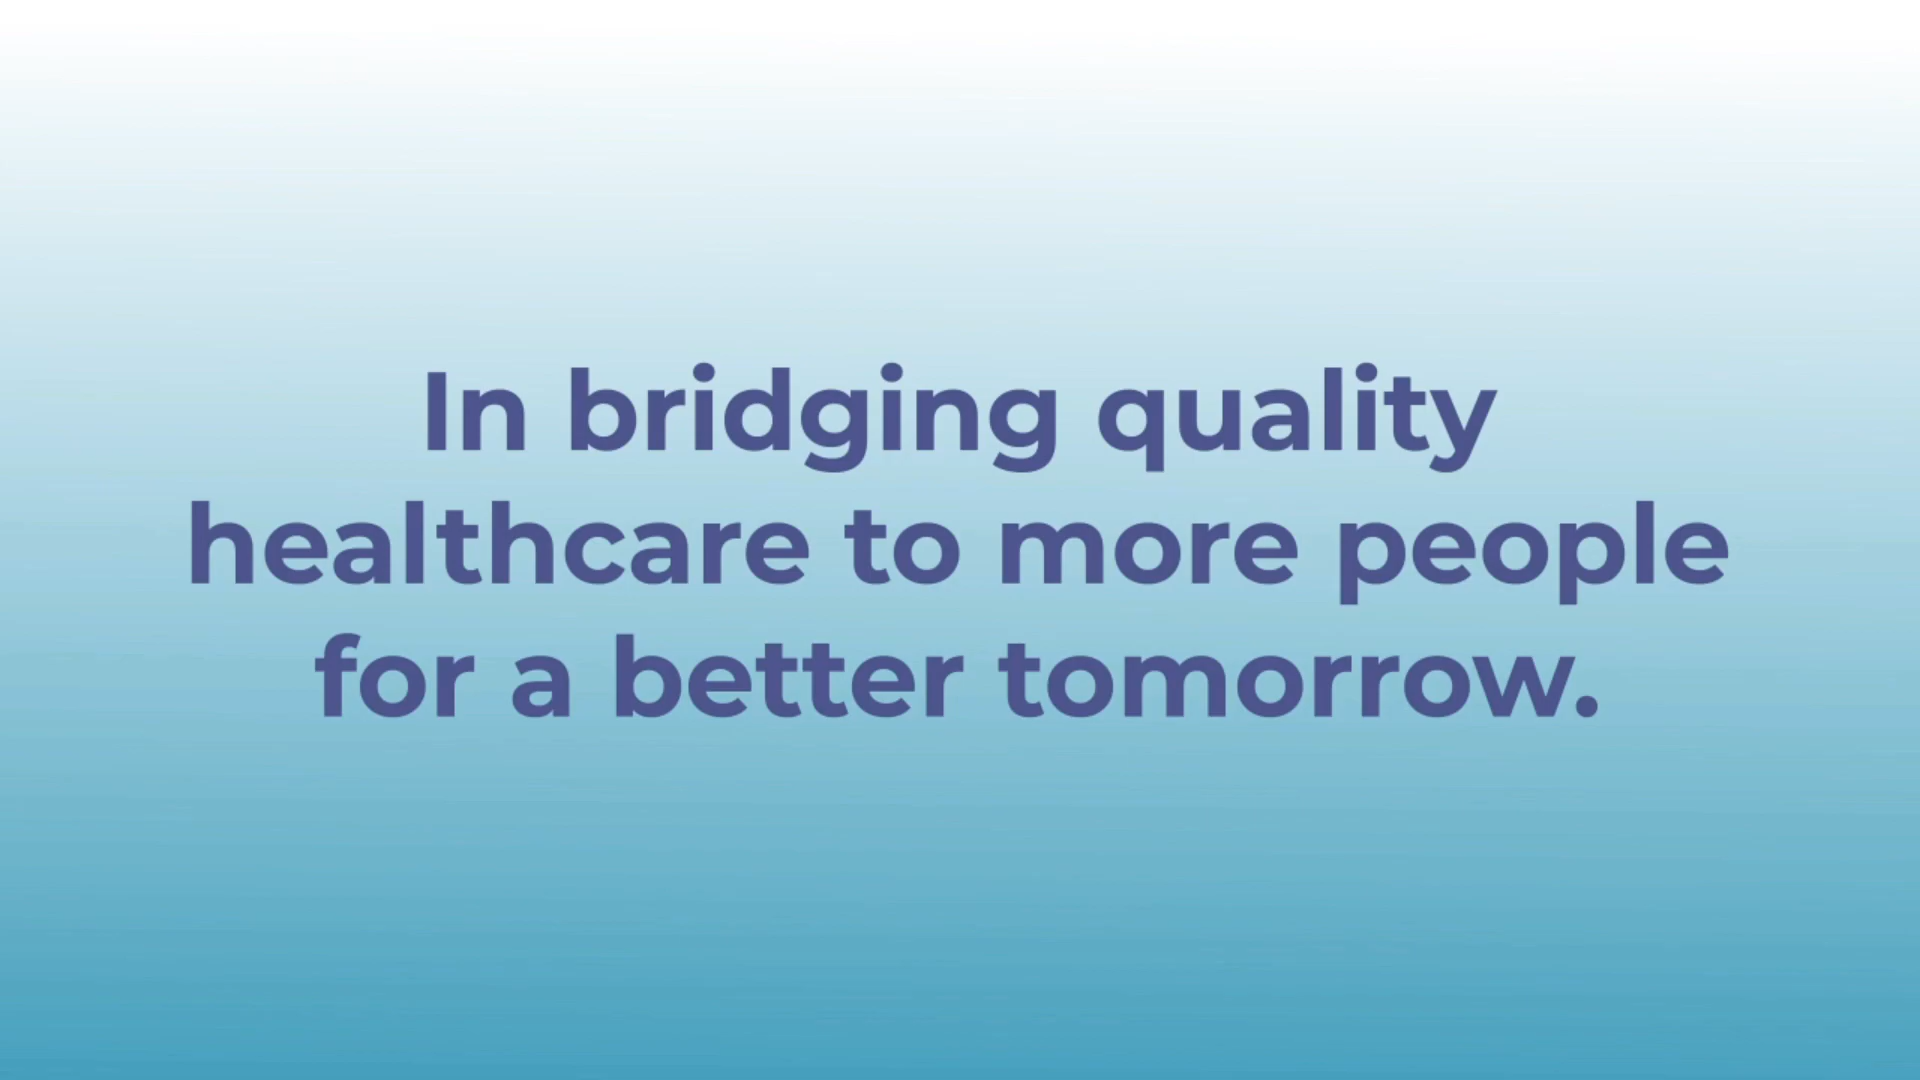 In bridging quality
healthcare to more people
for a better tomorrow.